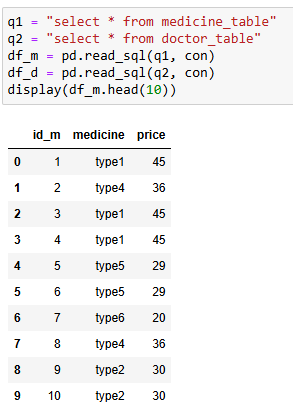 q1 = "select * from medicine_table"
q2 = "select * from doctor_table"
df_m = pd.read_sql(q1, con)
df_d = pd.read_sql(q2, con)
display(df_m.head(10))
id_m medicine price
0 1 type1 45
1 2 type4 36
2 3 type1 45
3 4 type1 45
4 5 type5 29
5 6 type5 29
6 7 type6 20
7 8 type4 36
8 9 type2 30
9 10 type2 30